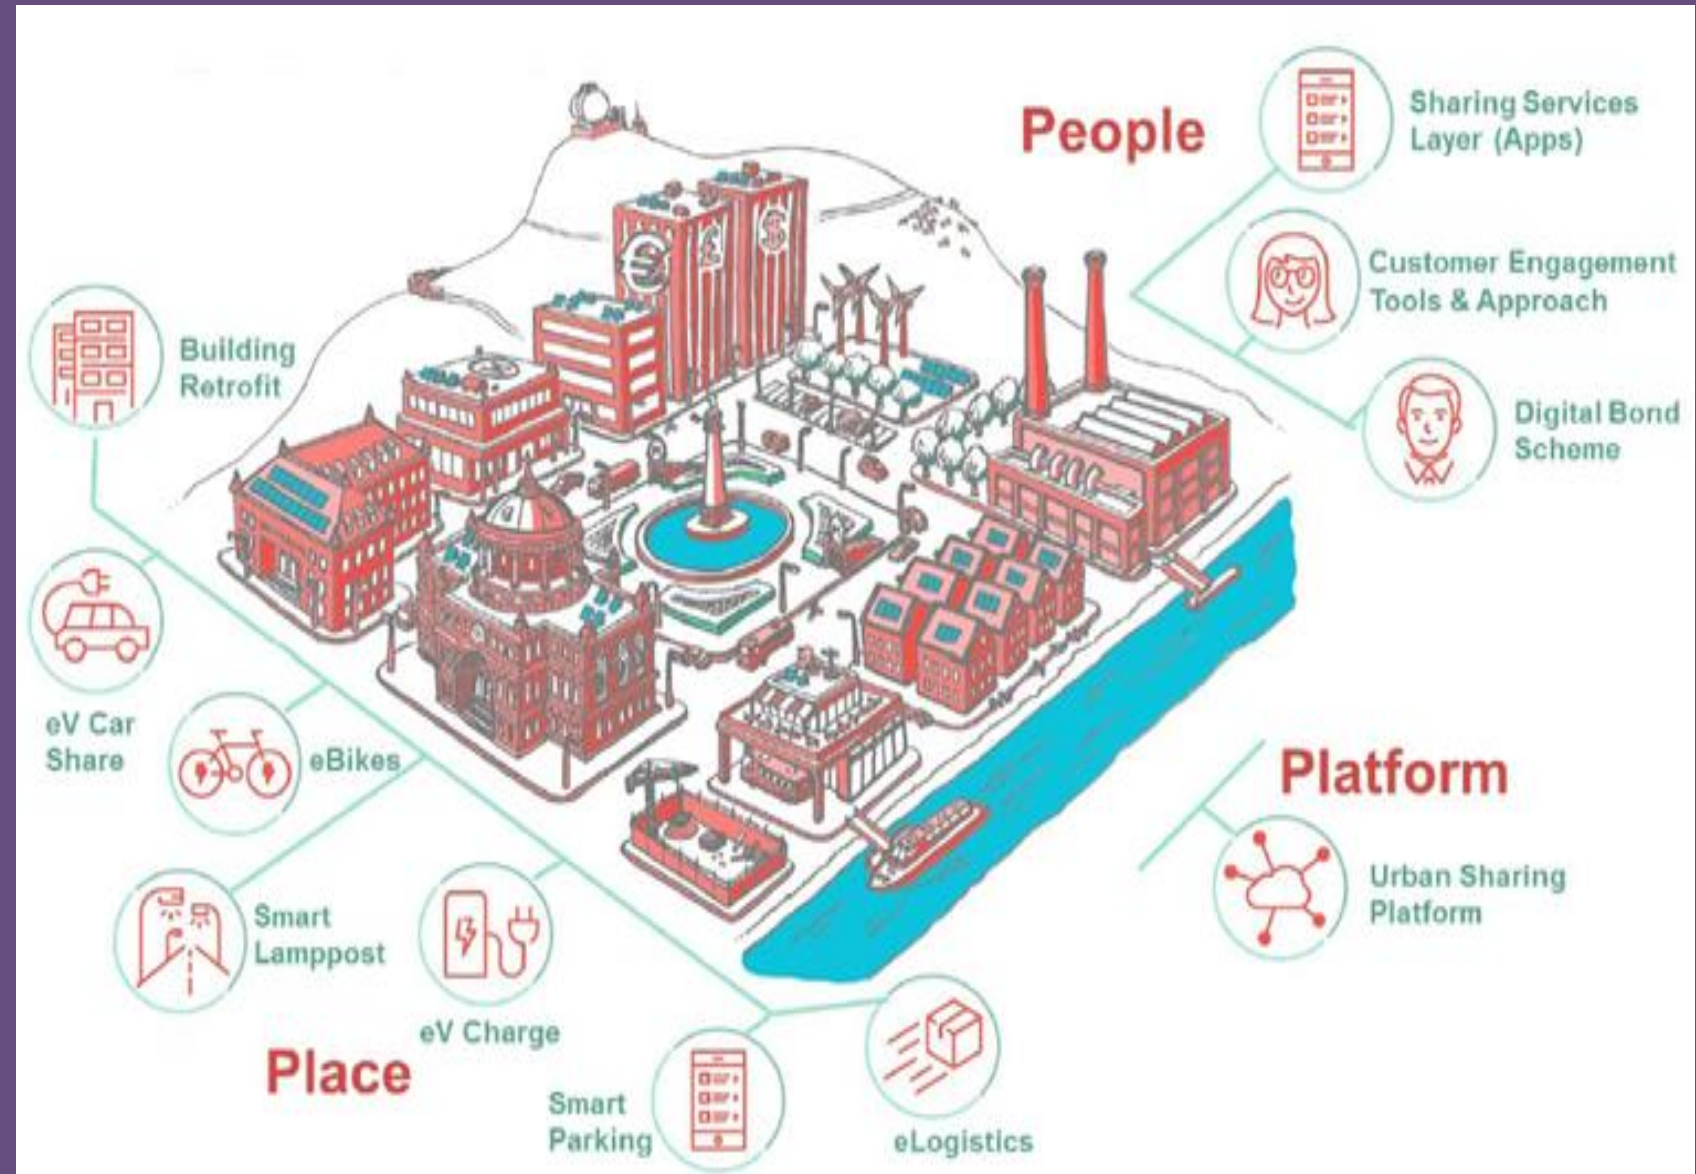 People
Sharing Services
Layer (Apps)
Customer Engagement
Tools & Approach
Digital Bond
Scheme
€
£
$
Building
Retrofit
eV Car
Share
eBikes
Smart
Lamppost
eV Charge
Place
Smart
Parking
eLogistics
Platform
Urban Sharing
Platform